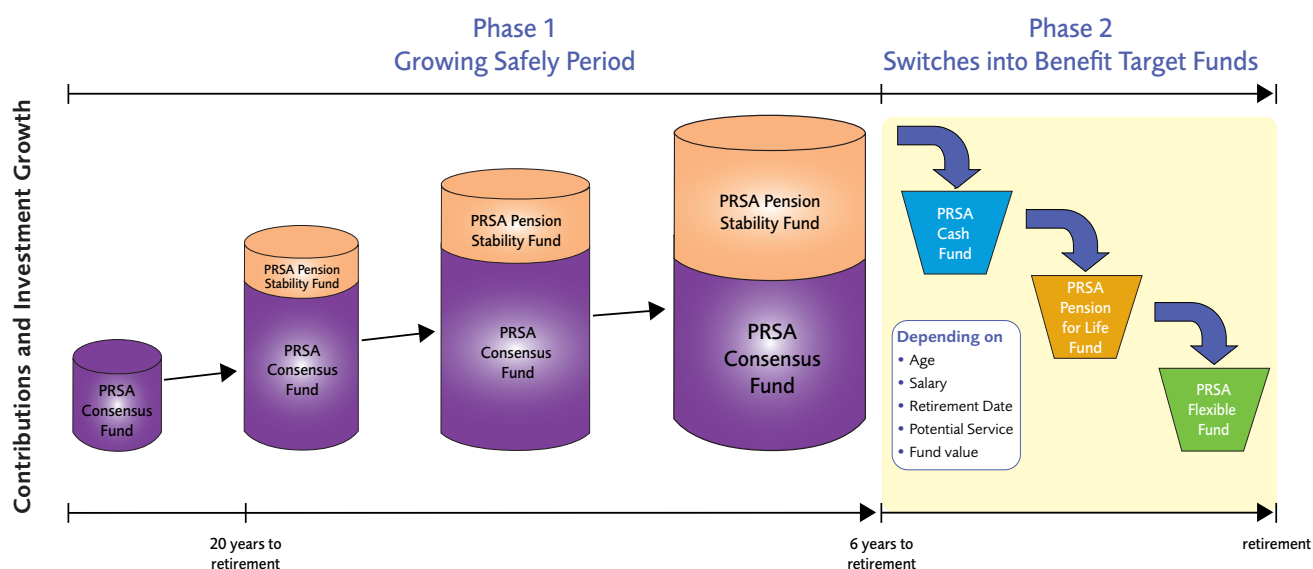 Phase 1
Growing Safely Period
Phase 2
Switches into Benefit Target Funds
Contributions and Investment Growth
PRSA
Consensus
Fund
PRSA Pension
Stability Fund
PRSA
Consensus
Fund
PRSA Pension
Stability Fund
PRSA
Consensus
Fund
PRSA Pension
Stability Fund
PRSA
Consensus
Fund
PRSA
Cash
Fund
PRSA
Pension
for Life
Fund
PRSA
Flexible
Fund
Depending on
• Age
• Salary
• Retirement Date
• Potential Service
• Fund value
20 years to
retirement
6 years to
retirement
retirement